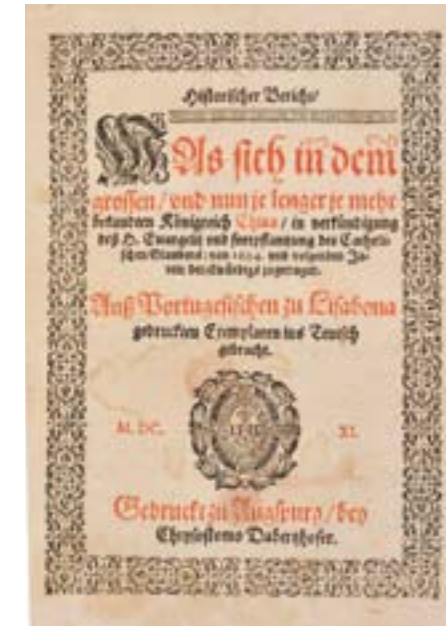 Historischer Bericht/
Was sich in dem
grossen / vnd nun je lenger je mehr
bekandten Königreich China / in verkündigung
deß H. Euangelij vnd fortpflantzung des Catholi-
schen Glaubens / von 1604. vnd volgenden Ja-
ren denckwürdigs zugetragen.
Auß Portugesischen zu Lisabona
gedruckten Exemplaren ins Teutsch
gebracht.
M. DC. XI.
Gedruckt zu Augspurg / bey
Chrysostomo Dabertzhofer.